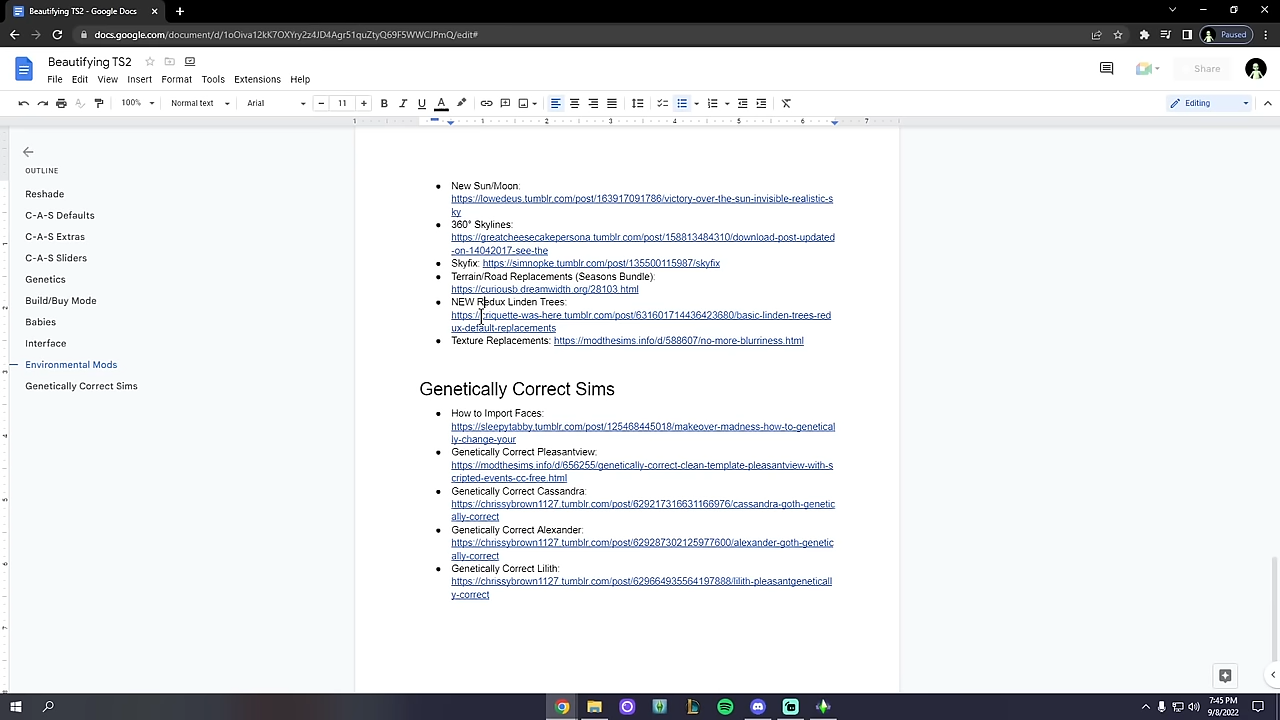 Beautifying TS2 - Google Docs
docs.google.com/document/d/1oOiva12kK7OXYry2z4JD4Agr51quZtyQ69F5WWCJPmQ/edit#
Paused
Beautifying TS2
File Edit View Insert Format Tools Extensions Help
Share
100% Normal text Arial 11 Editing
1 1 2 3 4 5 6 7
OUTLINE
Reshade
C-A-S Defaults
C-A-S Extras
C-A-S Sliders
Genetics
Build/Buy Mode
Babies
Interface
Environmental Mods
Genetically Correct Sims
New Sun/Moon:
https://lowedeus.tumblr.com/post/163917091786/victory-over-the-sun-invisible-realistic-s
ky
360° Skylines:
https://greatcheesecakepersona.tumblr.com/post/158813484310/download-post-updated
-on-14042017-see-the
Skyfix: https://simnopke.tumblr.com/post/135500115987/skyfix
Terrain/Road Replacements (Seasons Bundle):
https://curiousb.dreamwidth.org/28103.html
NEW Redux Linden Trees:
https://criquette-was-here.tumblr.com/post/631601714436423680/basic-linden-trees-red
ux-default-replacements
Texture Replacements: https://modthesims.info/d/588607/no-more-blurriness.html
Genetically Correct Sims
How to Import Faces:
https://sleepytabby.tumblr.com/post/125468445018/makeover-madness-how-to-genetical
ly-change-your
Genetically Correct Pleasantview:
https://modthesims.info/d/656255/genetically-correct-clean-template-pleasantview-with-s
cripted-events-cc-free.html
Genetically Correct Cassandra:
https://chrissybrown1127.tumblr.com/post/629217316631166976/cassandra-goth-genetic
ally-correct
Genetically Correct Alexander:
https://chrissybrown1127.tumblr.com/post/629287302125977600/alexander-goth-genetic
ally-correct
Genetically Correct Lilith:
https://chrissybrown1127.tumblr.com/post/629664935564197888/lilith-pleasantgeneticall
y-correct
7:45 PM
9/8/2022